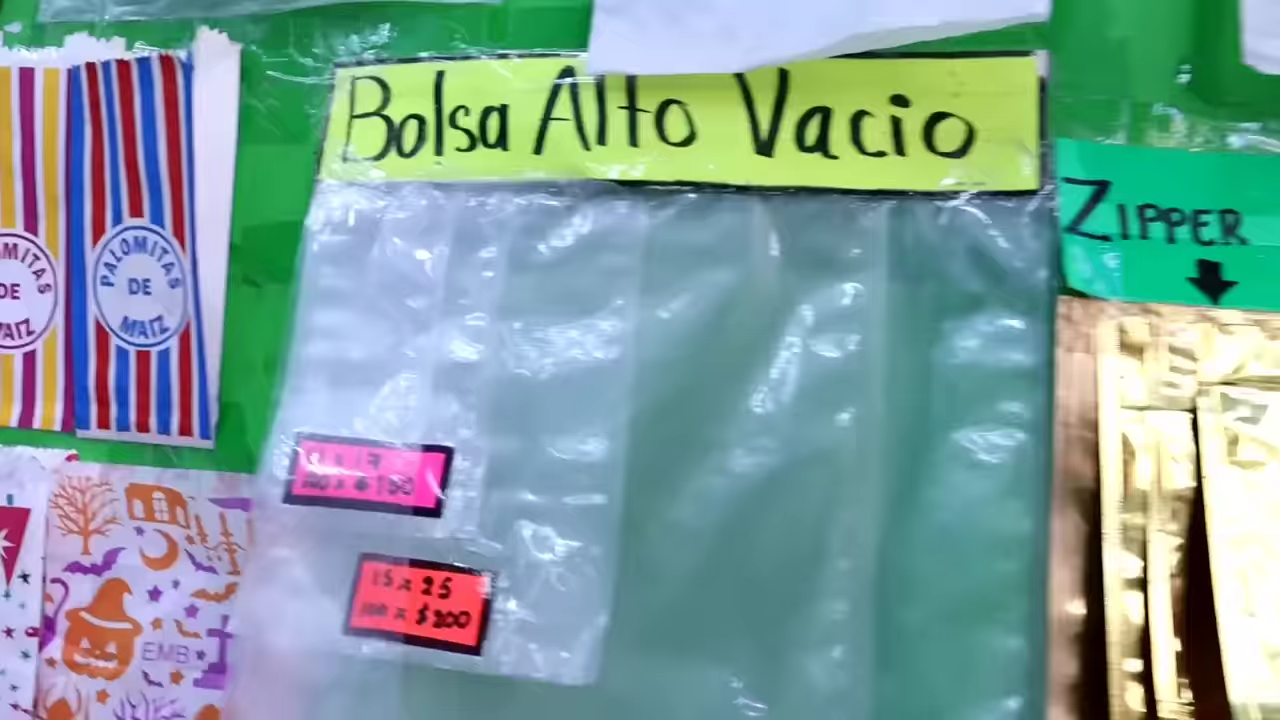 Bolsa Alto Vacio
ZIPPER
PALOMITAS
DE
MAIZ
DE
15 x 25
100 x $200
EMB